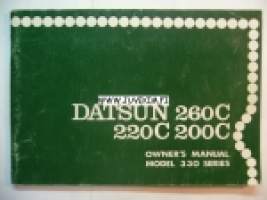 DATSUN 260C
220C 200C
OWNER'S MANUAL
MODEL 330 SERIES